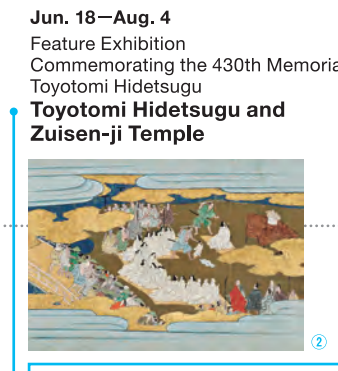 Jun. 18—Aug. 4
Feature Exhibition
Commemorating the 430th Memoria
Toyotomi Hidetsugu
Toyotomi Hidetsugu and
Zuisen-ji Temple
②